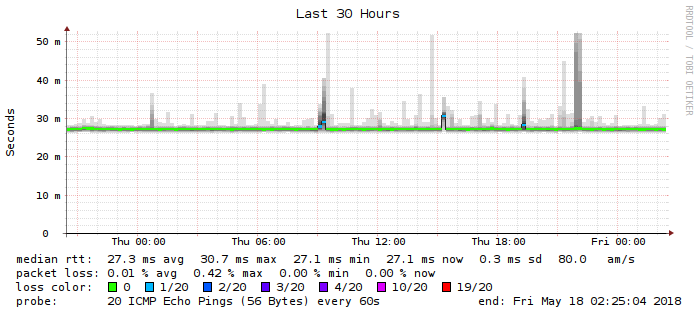 Last 30 Hours
RRDTOOL / TOBI OETIKER
Seconds
50 m
40 m
30 m
20 m
10 m
0
Thu 00:00 Thu 06:00 Thu 12:00 Thu 18:00 Fri 00:00
median rtt: 27.3 ms avg 30.7 ms max 27.1 ms min 27.1 ms now 0.3 ms sd 80.0 am/s
packet loss: 0.01 % avg 0.42 % max 0.00 % min 0.00 % now
loss color: 0 1/20 2/20 3/20 4/20 10/20 19/20
probe: 20 ICMP Echo Pings (56 Bytes) every 60s end: Fri May 18 02:25:04 2018